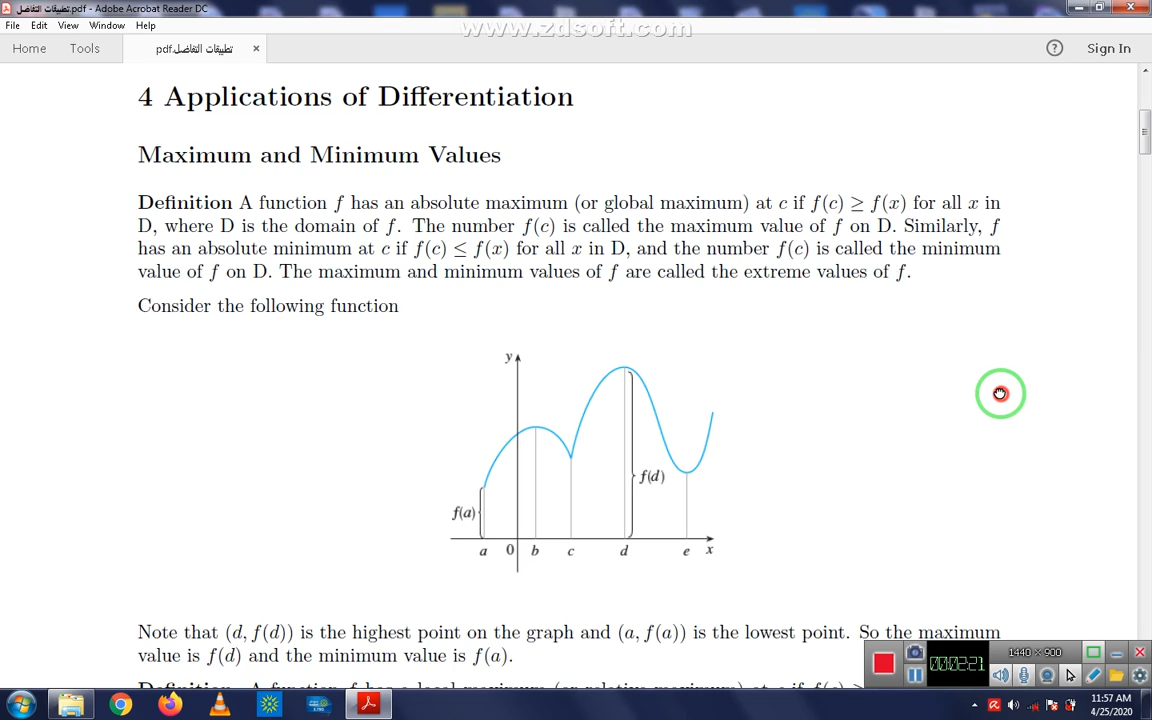 تطبيقات التفاضل.pdf - Adobe Acrobat Reader DC
www.zdsoft.com
File Edit View Window Help
Home Tools تطبيقات التفاضل.pdf × ? Sign In
4 Applications of Differentiation
Maximum and Minimum Values
Definition A function f has an absolute maximum (or global maximum) at c if f(c) ≥ f(x) for all x in
D, where D is the domain of f. The number f(c) is called the maximum value of f on D. Similarly, f
has an absolute minimum at c if f(c) ≤ f(x) for all x in D, and the number f(c) is called the minimum
value of f on D. The maximum and minimum values of f are called the extreme values of f.
Consider the following function
y
f(d)
f(a)
a 0 b c d e x
Note that (d, f(d)) is the highest point on the graph and (a, f(a)) is the lowest point. So the maximum
value is f(d) and the minimum value is f(a).
1440 × 900
00:02:21
11:57 AM
4/25/2020